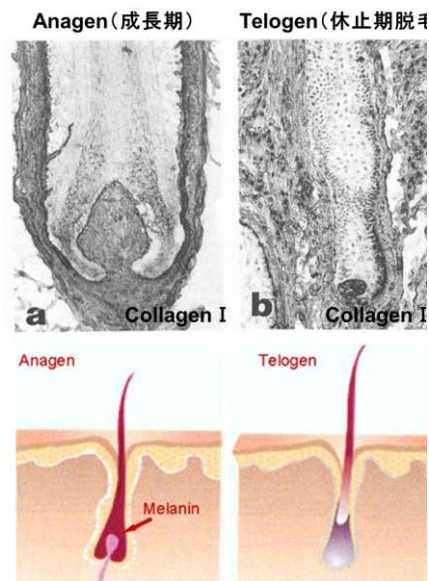 Anagen（成長期）
Telogen（休止期脱毛
a
Collagen I
b
Collagen I
Anagen
Melanin
Telogen